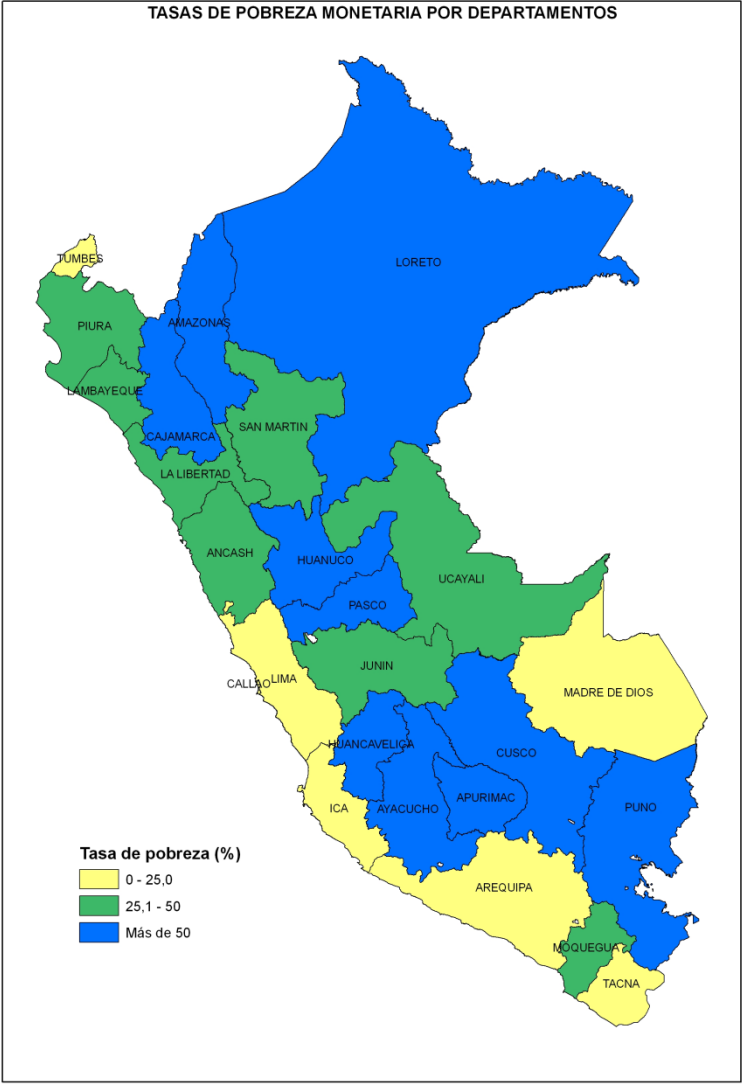 TASAS DE POBREZA MONETARIA POR DEPARTAMENTOS
TUMBES
LORETO
PIURA
AMAZONAS
LAMBAYEQUE
CAJAMARCA
SAN MARTIN
LA LIBERTAD
ANCASH
HUANUCO
UCAYALI
PASCO
JUNIN
CALLAO
LIMA
MADRE DE DIOS
HUANCAVELICA
CUSCO
ICA
AYACUCHO
APURIMAC
PUNO
AREQUIPA
MOQUEGUA
TACNA
Tasa de pobreza (%)
0 - 25,0
25,1 - 50
Más de 50